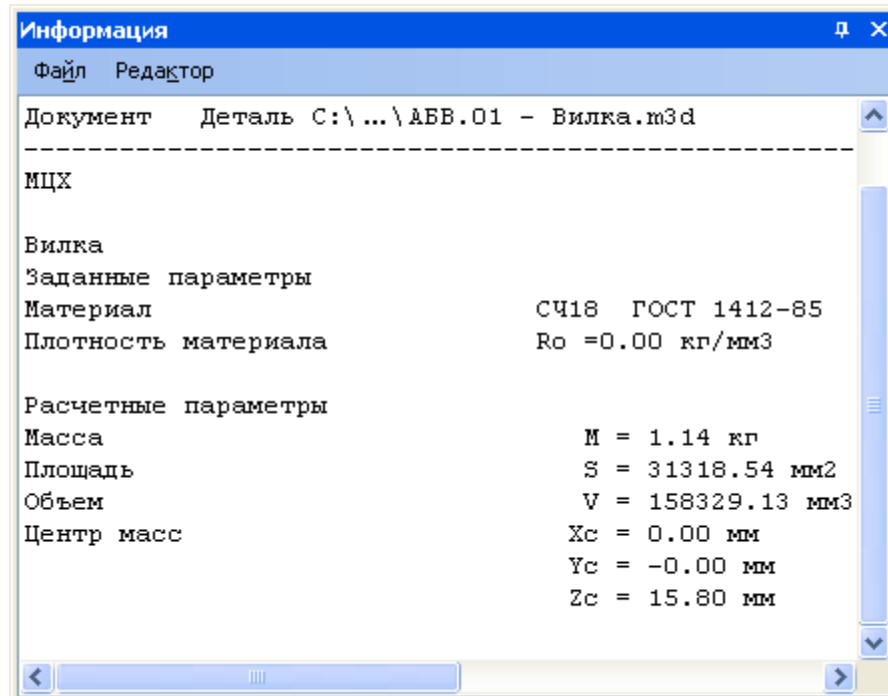 Информация
Файл Редактор
Документ Деталь C:\...\АБВ.01 - Вилка.m3d
-----------------------------------------------------
МЦХ
Вилка
Заданные параметры
Материал СЧ18 ГОСТ 1412-85
Плотность материала Ro =0.00 кг/мм3
Расчетные параметры
Масса M = 1.14 кг
Площадь S = 31318.54 мм2
Объем V = 158329.13 мм3
Центр масс Xc = 0.00 мм
Yc = -0.00 мм
Zc = 15.80 мм